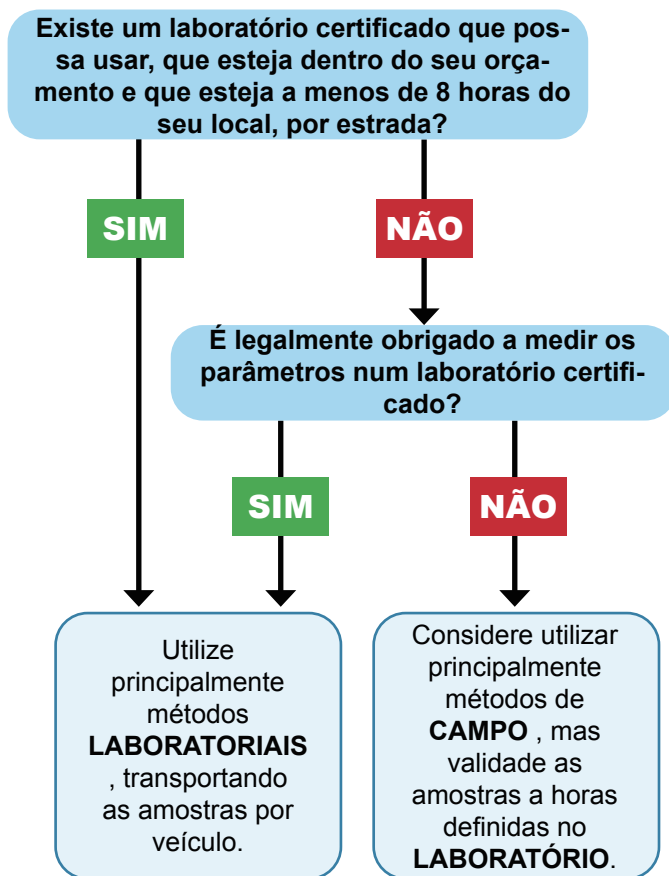 Existe um laboratório certificado que pos-
sa usar, que esteja dentro do seu orça-
mento e que esteja a menos de 8 horas do
seu local, por estrada?
SIM
NÃO
É legalmente obrigado a medir os
parâmetros num laboratório certifi-
cado?
SIM
NÃO
Utilize
principalmente
métodos
LABORATORIAIS
, transportando
as amostras por
veículo.
Considere utilizar
principalmente
métodos de
CAMPO , mas
validade as
amostras a horas
definidas no
LABORATÓRIO.